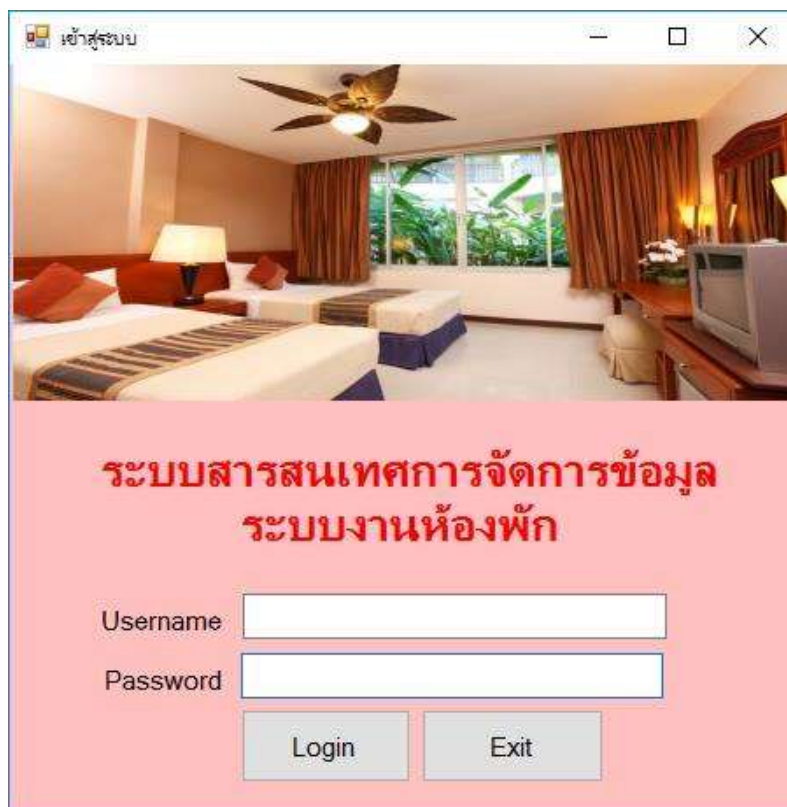 เข้าสู่ระบบ
ระบบสารสนเทศการจัดการข้อมูล
ระบบงานห้องพัก
Username
Password
Login
Exit